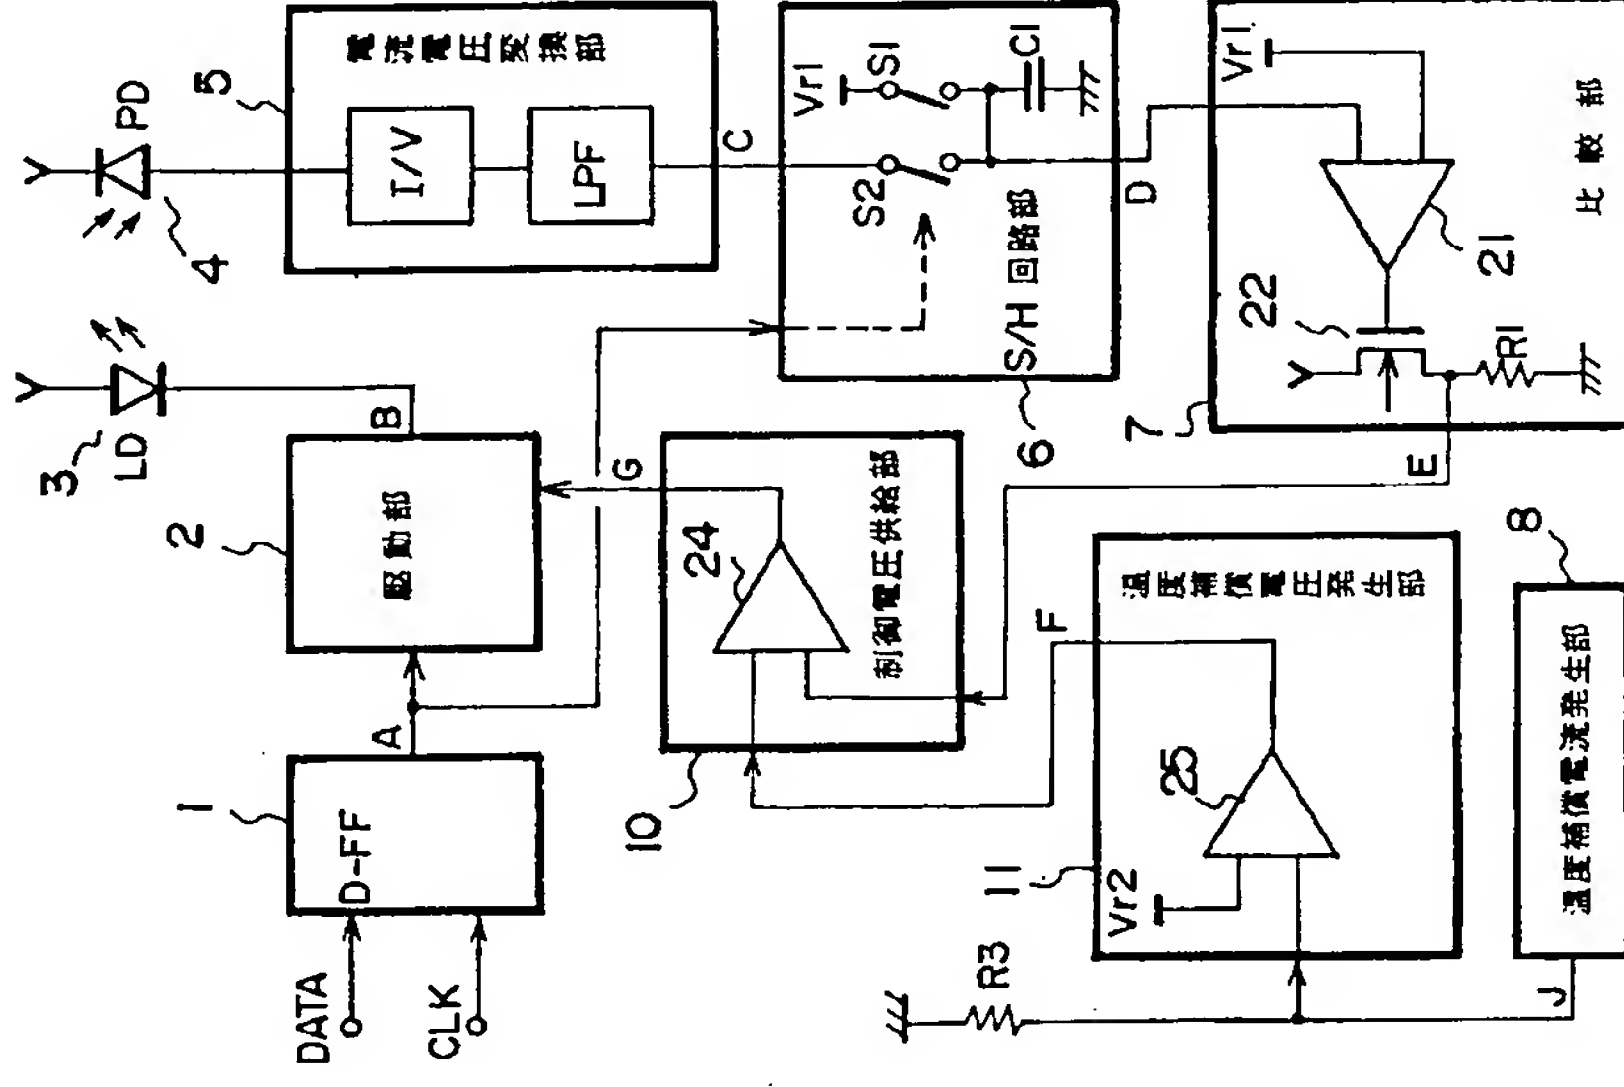 DATA
CLK
1
D-FF
A
2
駆動部
B
3
LD
4
PD
5
電流電圧変換部
I/V
LPF
C
6
S/H 回路部
Vr1
S1
S2
C1
D
7
比較部
Vr1
21
22
R1
E
G
10
24
制御電圧供給部
F
11
温度補償電圧発生部
Vr2
25
R3
J
8
温度補償電流発生部